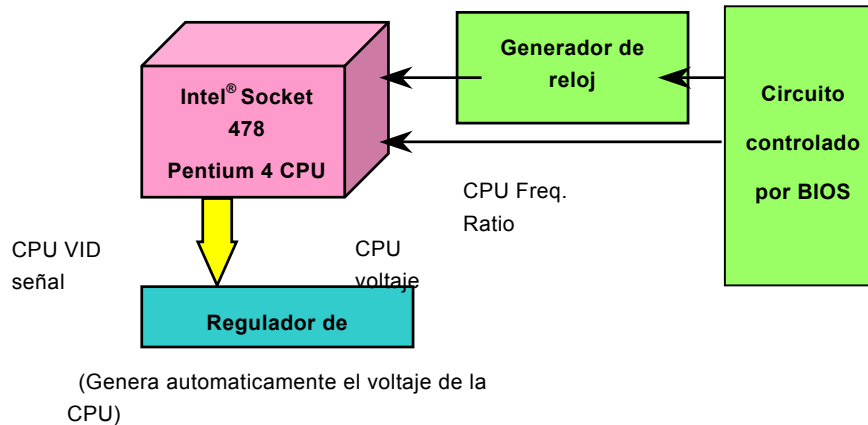 Generador de
reloj
Intel® Socket
478
Pentium 4 CPU
Circuito
controlado
por BIOS
CPU Freq.
Ratio
CPU VID
señal
CPU
voltaje
Regulador de
(Genera automaticamente el voltaje de la
CPU)